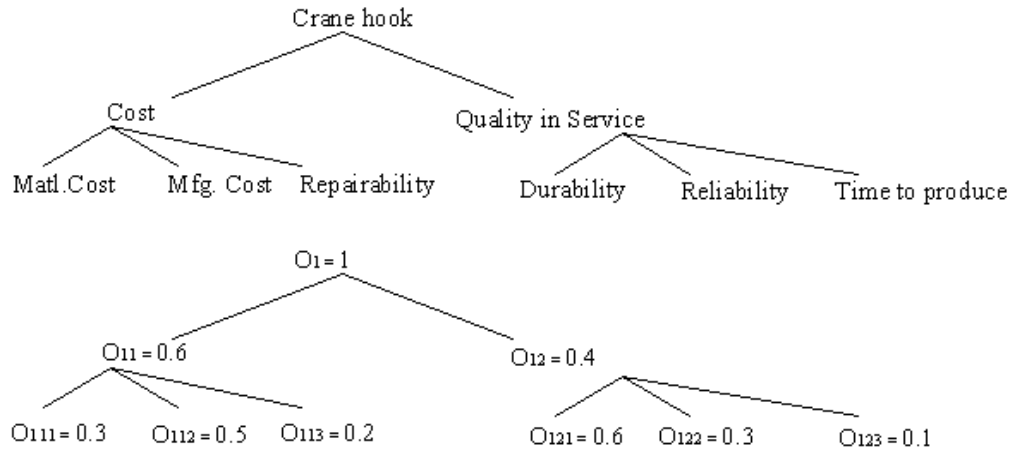 Crane hook
Cost
Quality in Service
Matl.Cost Mfg. Cost Repairability Durability Reliability Time to produce
O₁ = 1
O₁₁ = 0.6
O₁₂ = 0.4
O₁₁₁ = 0.3 O₁₁₂ = 0.5 O₁₁₃ = 0.2 O₁₂₁ = 0.6 O₁₂₂ = 0.3 O₁₂₃ = 0.1